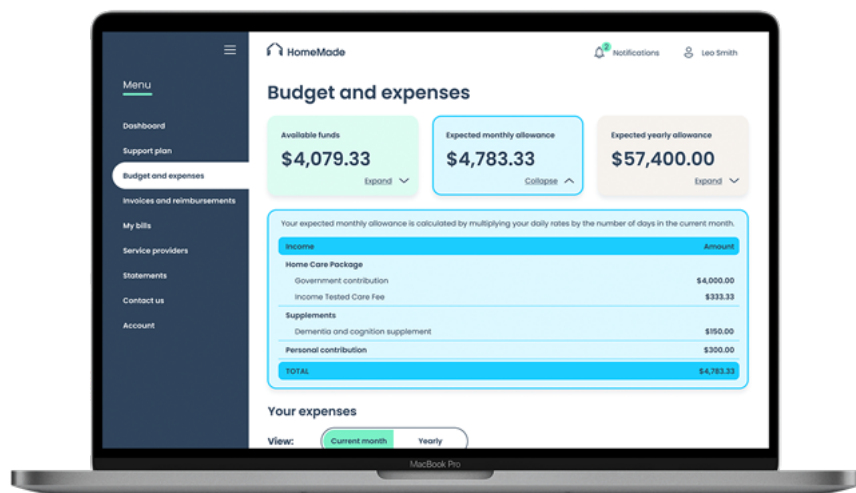 HomeMade
2
Notifications
Leo Smith
Menu
Dashboard
Support plan
Budget and expenses
Invoices and reimbursements
My bills
Service providers
Statements
Contact us
Account
Budget and expenses
Available funds
$4,079.33
Expand
Expected monthly allowance
$4,783.33
Collapse
Expected yearly allowance
$57,400.00
Expand
Your expected monthly allowance is calculated by multiplying your daily rates by the number of days in the current month.
Income Amount
Home Care Package
Government contribution $4,000.00
Income Tested Care Fee $333.33
Supplements
Dementia and cognition supplement $150.00
Personal contribution $300.00
TOTAL $4,783.33
Your expenses
View: Current month Yearly
MacBook Pro